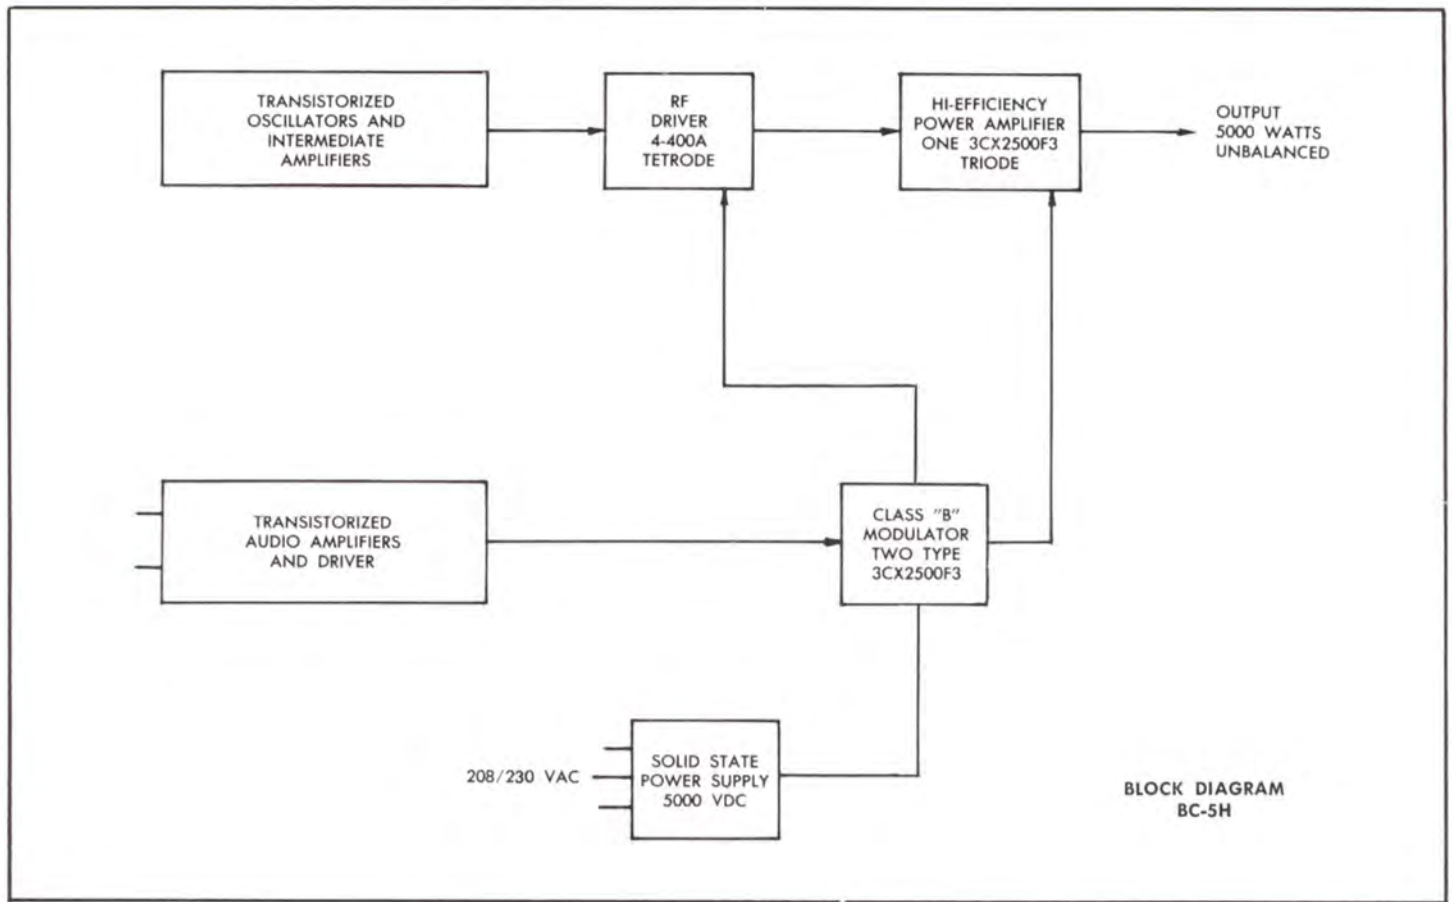 TRANSISTORIZED
OSCILLATORS AND
INTERMEDIATE
AMPLIFIERS
RF
DRIVER
4-400A
TETRODE
HI-EFFICIENCY
POWER AMPLIFIER
ONE 3CX2500F3
TRIODE
OUTPUT
5000 WATTS
UNBALANCED
TRANSISTORIZED
AUDIO AMPLIFIERS
AND DRIVER
CLASS "B"
MODULATOR
TWO TYPE
3CX2500F3
208/230 VAC
SOLID STATE
POWER SUPPLY
5000 VDC
BLOCK DIAGRAM
BC-5H